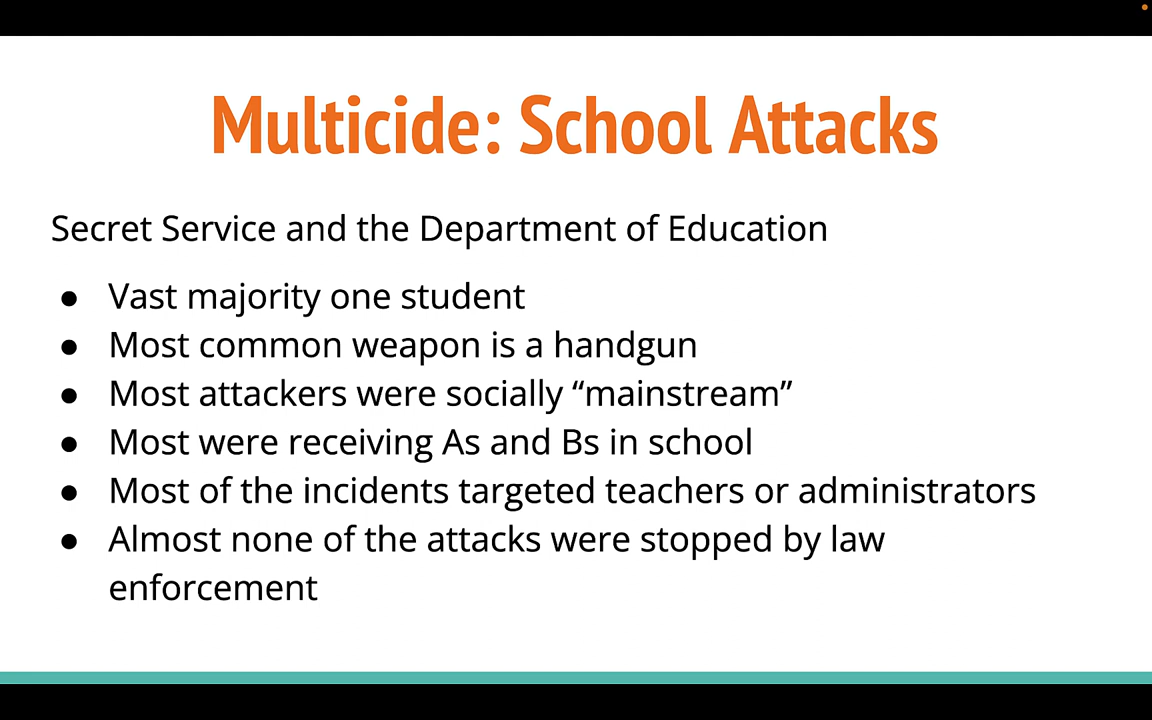 Multicide: School Attacks
Secret Service and the Department of Education
● Vast majority one student
● Most common weapon is a handgun
● Most attackers were socially “mainstream”
● Most were receiving As and Bs in school
● Most of the incidents targeted teachers or administrators
● Almost none of the attacks were stopped by law
enforcement